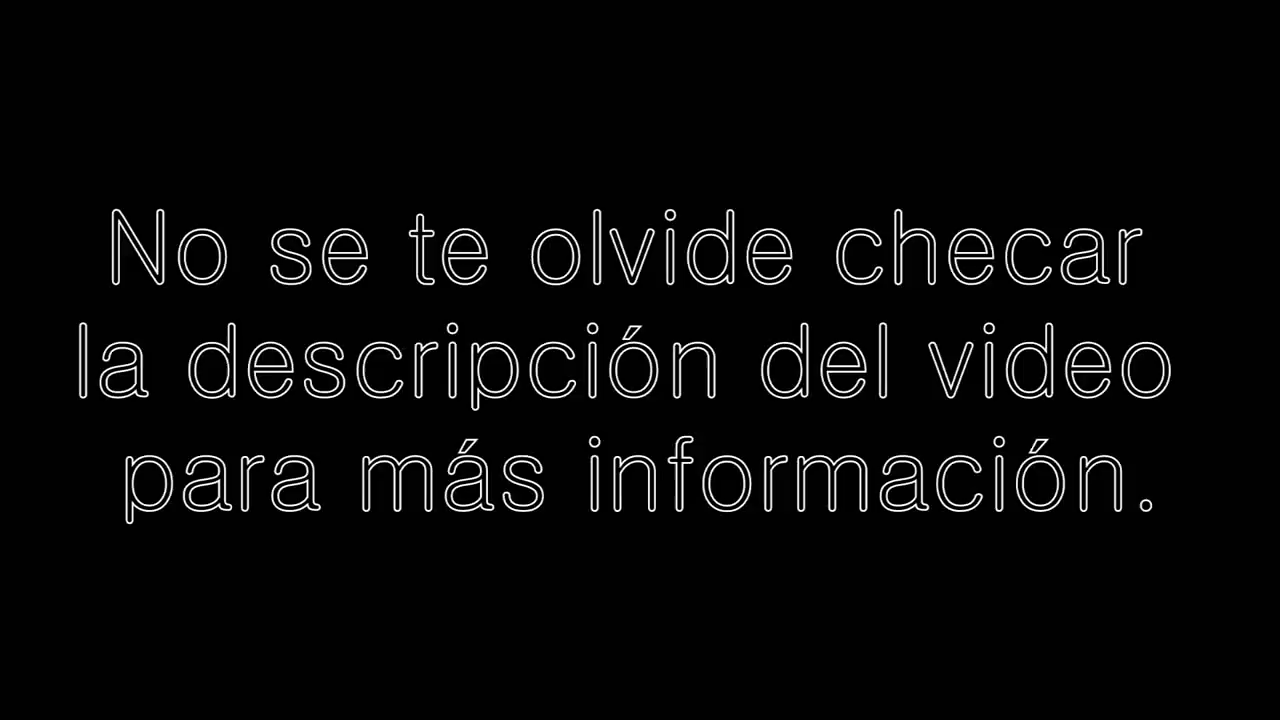 No se te olvide checar
la descripción del video
para más información.